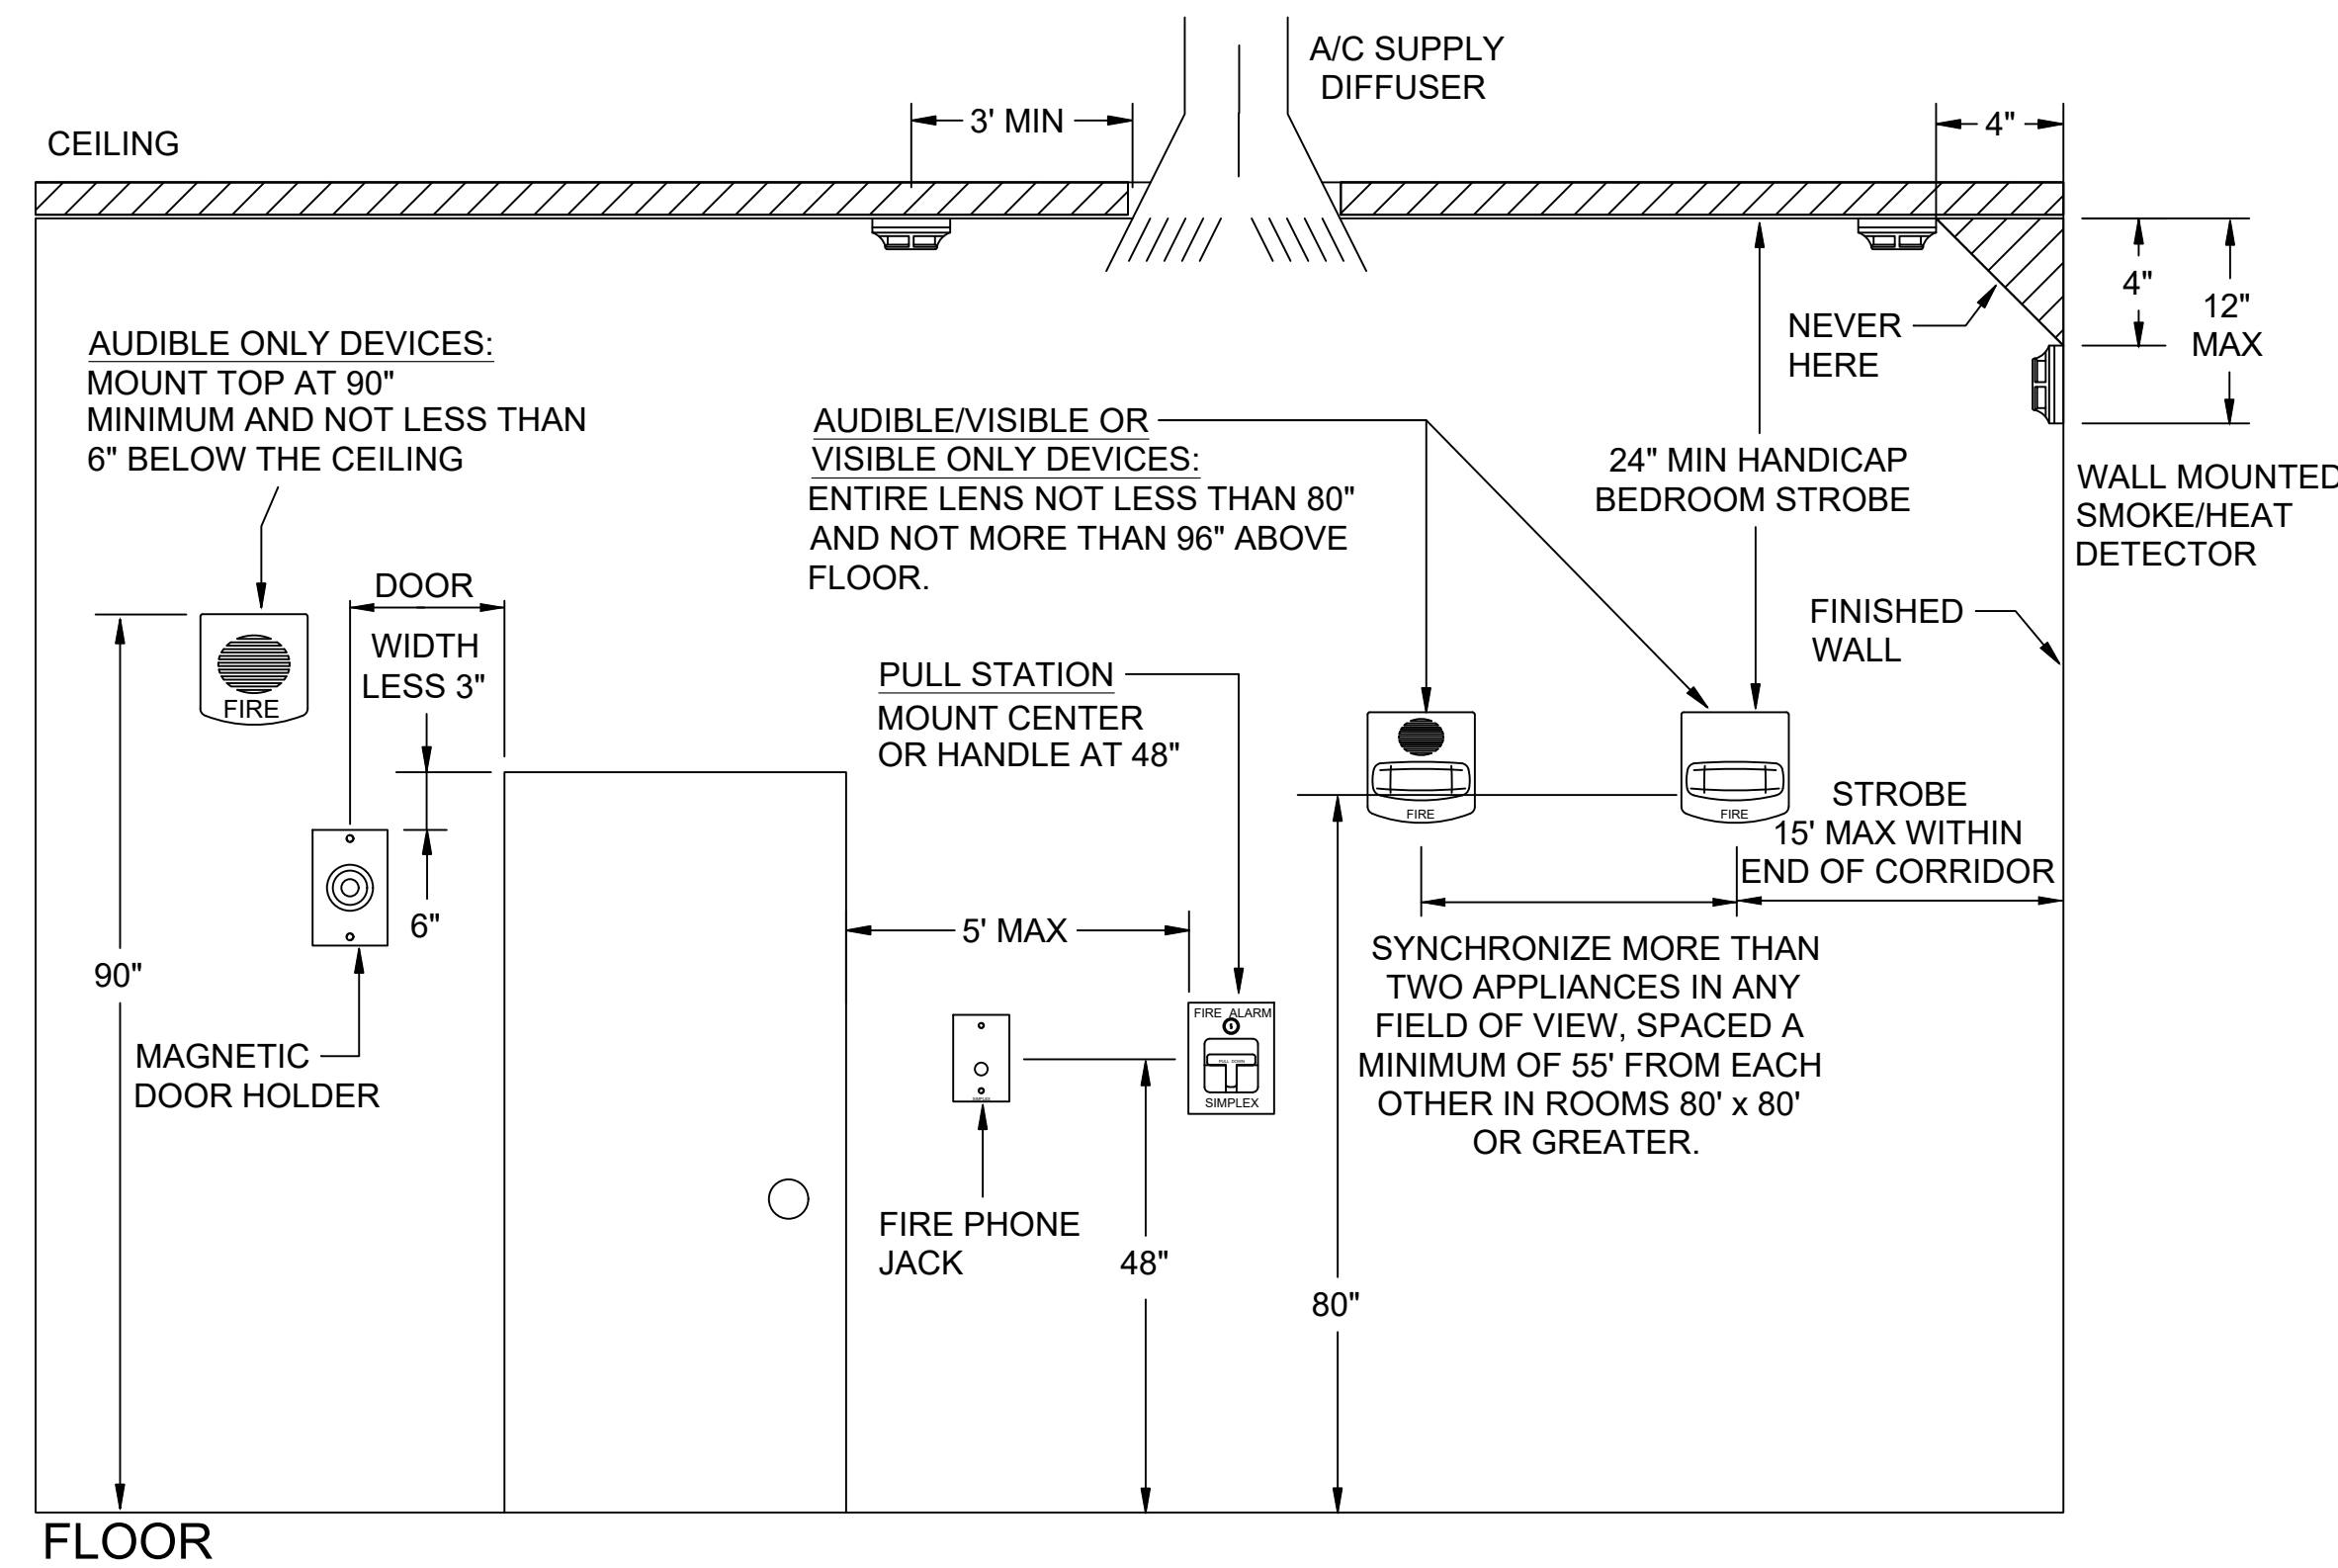 A/C SUPPLY
DIFFUSER
3' MIN
4"
CEILING
4"
12"
MAX
NEVER
HERE
AUDIBLE ONLY DEVICES:
MOUNT TOP AT 90"
MINIMUM AND NOT LESS THAN
6" BELOW THE CEILING
AUDIBLE/VISIBLE OR
VISIBLE ONLY DEVICES:
ENTIRE LENS NOT LESS THAN 80"
AND NOT MORE THAN 96" ABOVE
FLOOR.
24" MIN HANDICAP
BEDROOM STROBE
WALL MOUNTED
SMOKE/HEAT
DETECTOR
DOOR
WIDTH
LESS 3"
FINISHED
WALL
FIRE
PULL STATION
MOUNT CENTER
OR HANDLE AT 48"
FIRE
FIRE
STROBE
15' MAX WITHIN
END OF CORRIDOR
6"
5' MAX
90"
SYNCHRONIZE MORE THAN
TWO APPLIANCES IN ANY
FIELD OF VIEW, SPACED A
MINIMUM OF 55' FROM EACH
OTHER IN ROOMS 80' x 80'
OR GREATER.
FIRE ALARM
PULL DOWN
SIMPLEX
SIMPLEX
MAGNETIC
DOOR HOLDER
FIRE PHONE
JACK
48"
80"
FLOOR